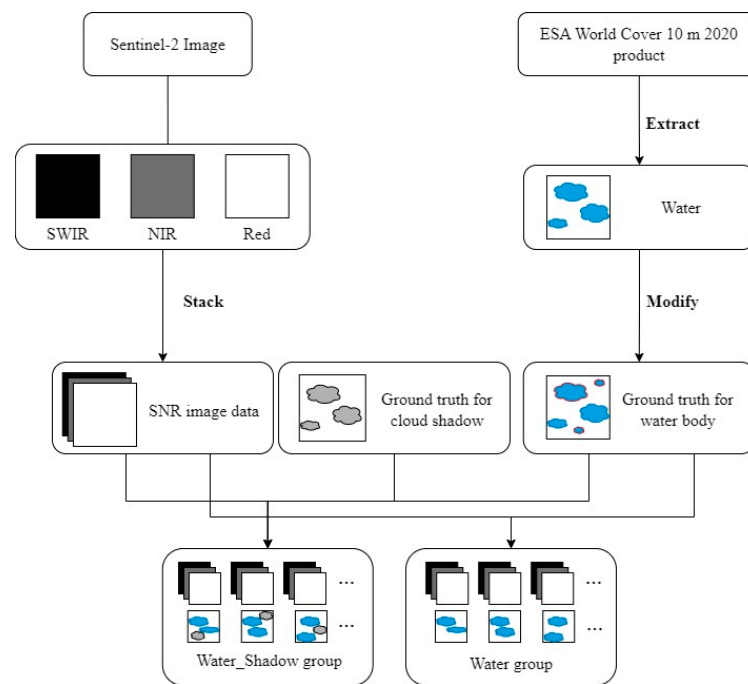 Sentinel-2 Image
ESA World Cover 10 m 2020
product
Extract
SWIR
NIR
Red
Water
Stack
Modify
SNR image data
Ground truth for
cloud shadow
Ground truth for
water body
...
...
...
...
Water_Shadow group
Water group